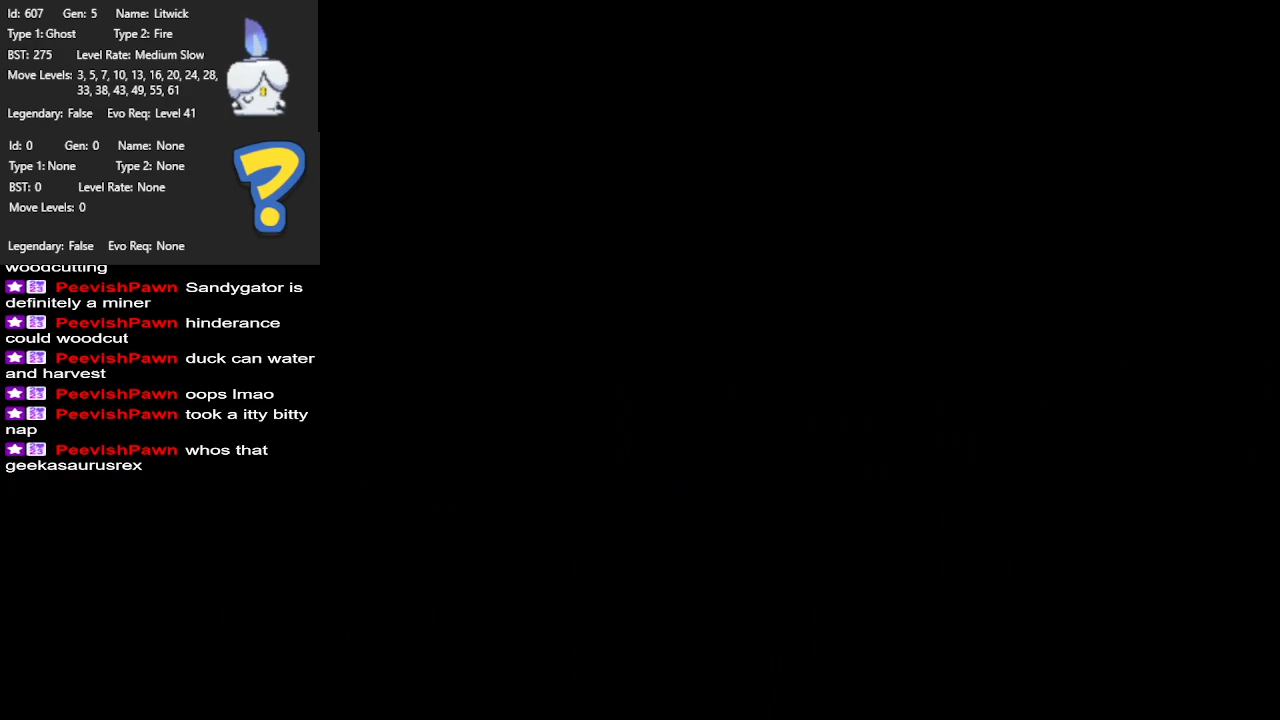 Id: 607 Gen: 5 Name: Litwick
Type 1: Ghost Type 2: Fire
BST: 275 Level Rate: Medium Slow
Move Levels: 3, 5, 7, 10, 13, 16, 20, 24, 28,
33, 38, 43, 49, 55, 61
Legendary: False Evo Req: Level 41
Id: 0 Gen: 0 Name: None
Type 1: None Type 2: None
BST: 0 Level Rate: None
Move Levels: 0
Legendary: False Evo Req: None
woodcutting
PeevishPawn Sandygator is
definitely a miner
PeevishPawn hinderance
could woodcut
PeevishPawn duck can water
and harvest
PeevishPawn oops lmao
PeevishPawn took a itty bitty
nap
PeevishPawn whos that
geekasaurusrex